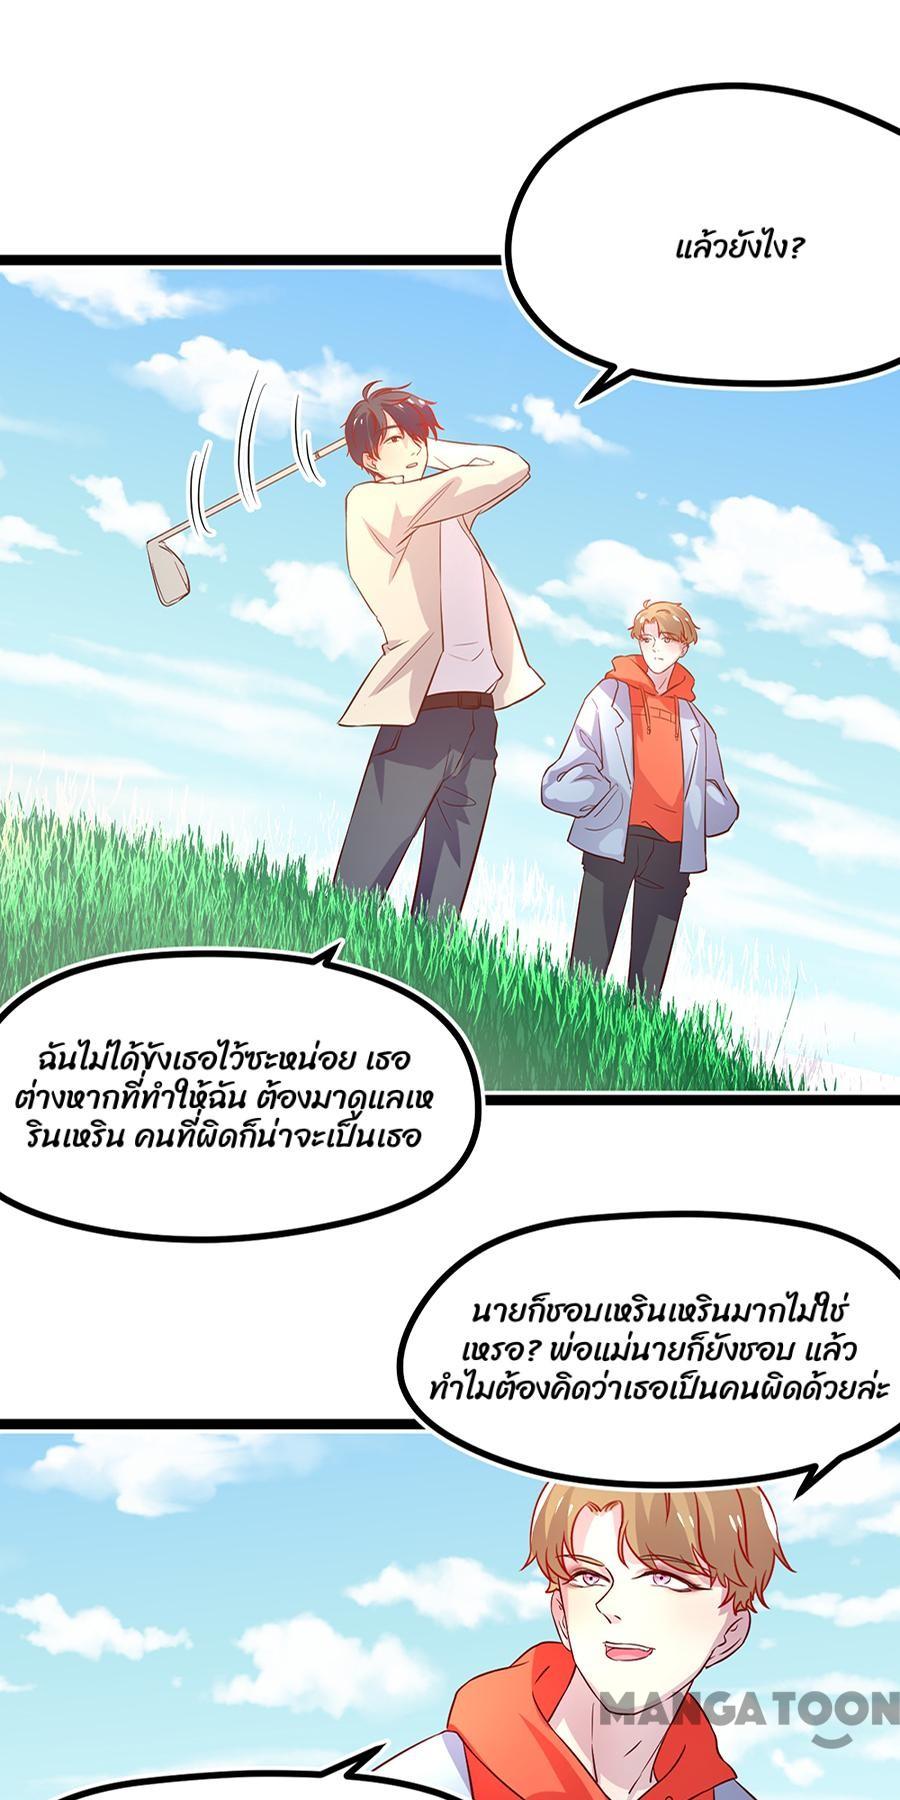 แล้วยังไง?
ฉันไม่ได้ขังเธอไว้ซะหน่อย เธอ
ต่างหากที่ทำให้ฉัน ต้องมาดูแลเห
รินเหริน คนที่ผิดก็น่าจะเป็นเธอ
นายก็ชอบเหรินเหรินมากไม่ใช่
เหรอ? พ่อแม่นายก็ยังชอบ แล้ว
ทำไมต้องคิดว่าเธอเป็นคนผิดด้วยล่ะ
MANGATOON